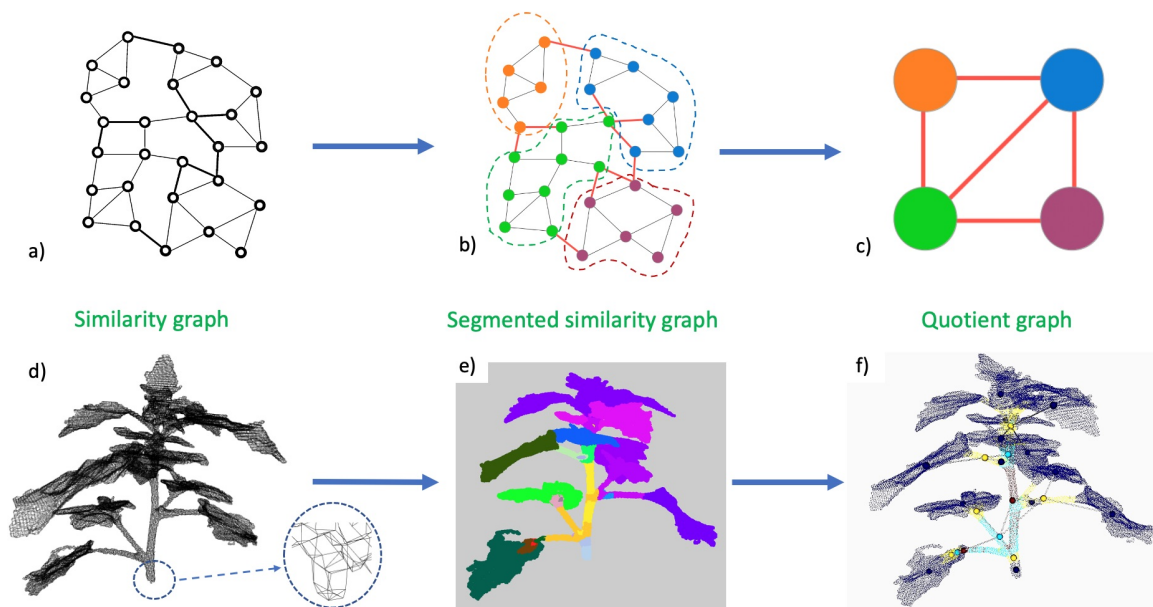 a)
b)
c)
Similarity graph
Segmented similarity graph
Quotient graph
d)
e)
f)